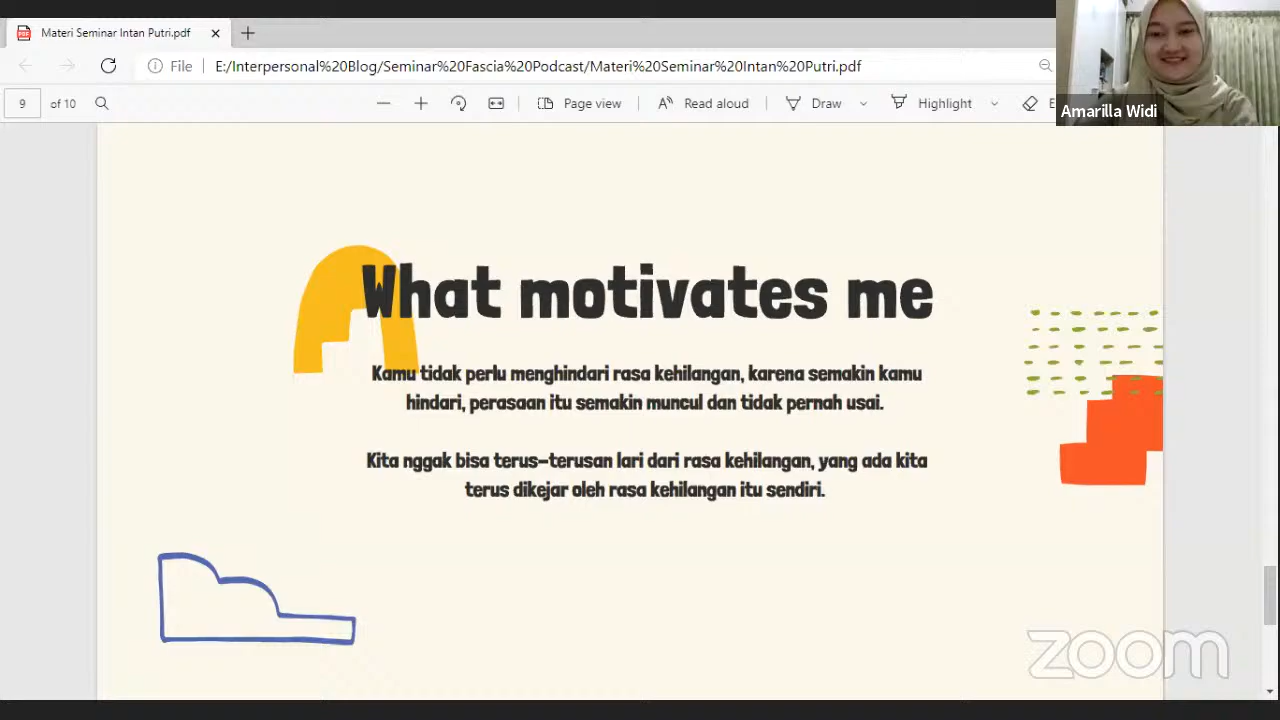 Materi Seminar Intan Putri.pdf
Amarilla Widi
File
E:/Interpersonal%20Blog/Seminar%20Fascia%20Podcast/Materi%20Seminar%20Intan%20Putri.pdf
9 of 10
Page view
Read aloud
Draw
Highlight
What motivates me
Kamu tidak perlu menghindari rasa kehilangan, karena semakin kamu
hindari, perasaan itu semakin muncul dan tidak pernah usai.
Kita nggak bisa terus-terusan lari dari rasa kehilangan, yang ada kita
terus dikejar oleh rasa kehilangan itu sendiri.
zoom